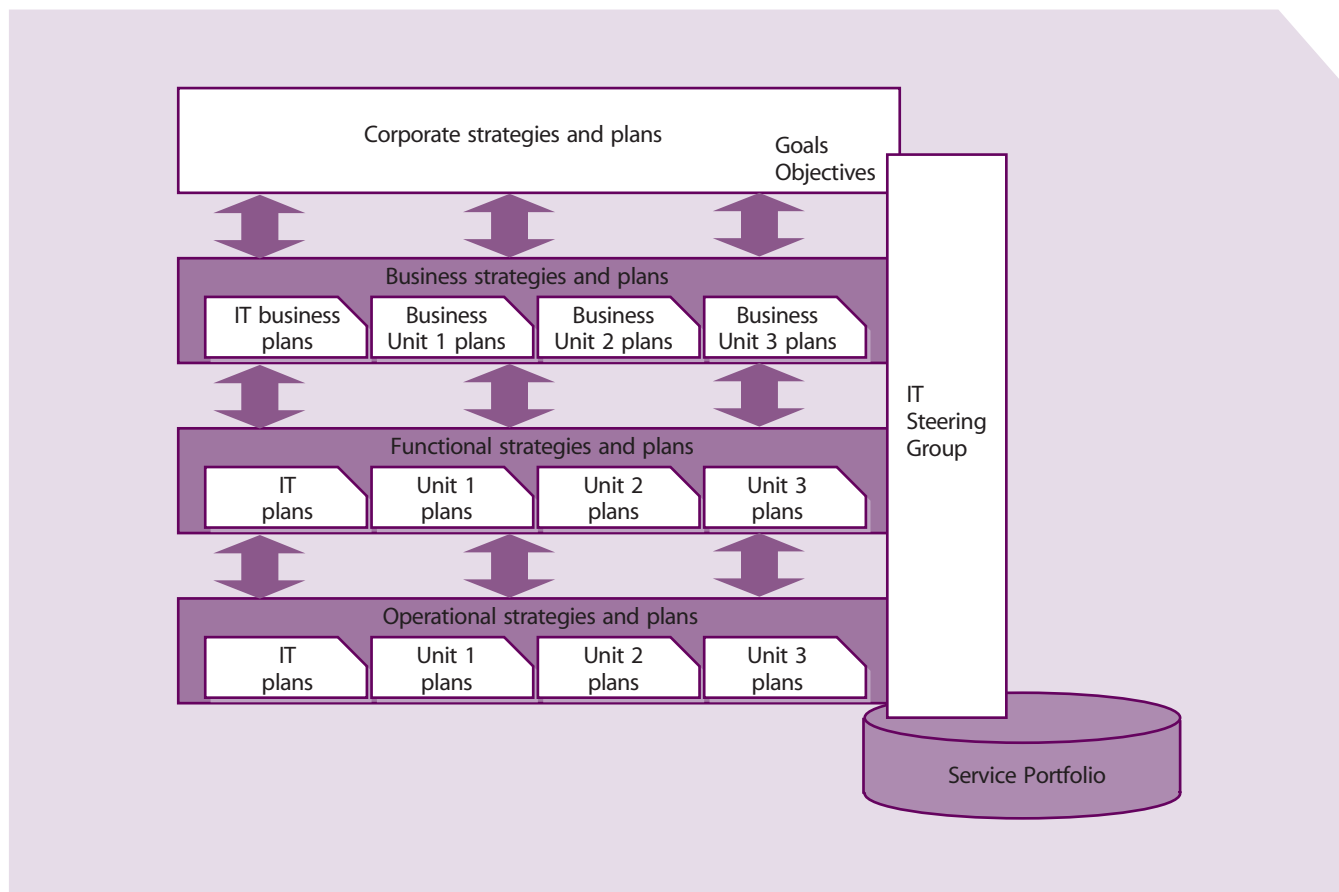 Corporate strategies and plans
Goals
Objectives
Business strategies and plans
IT business
plans
Business
Unit 1 plans
Business
Unit 2 plans
Business
Unit 3 plans
Functional strategies and plans
IT
plans
Unit 1
plans
Unit 2
plans
Unit 3
plans
Operational strategies and plans
IT
plans
Unit 1
plans
Unit 2
plans
Unit 3
plans
IT
Steering
Group
Service Portfolio